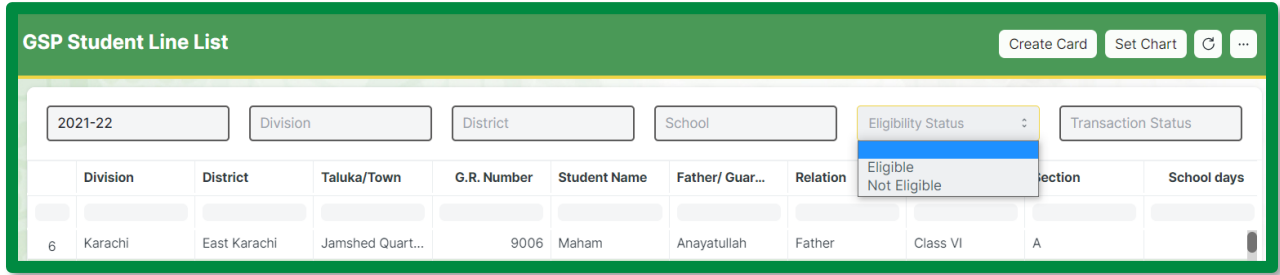 GSP Student Line List
Create Card Set Chart
2021-22 Division District School Eligibility Status Transaction Status
Eligible
Not Eligible
Division District Taluka/Town G.R. Number Student Name Father/ Guar... Relation Section School days
6 Karachi East Karachi Jamshed Quart... 9006 Maham Anayatullah Father Class VI A